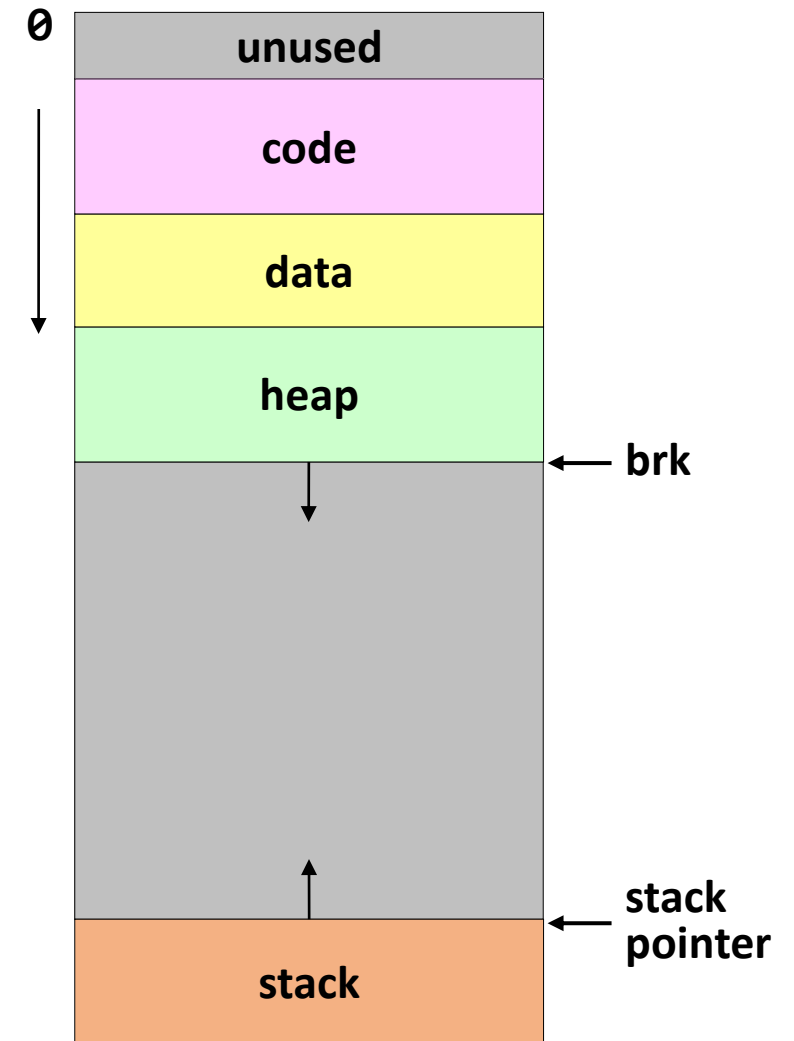 0
unused
code
data
heap
brk
stack
pointer
stack